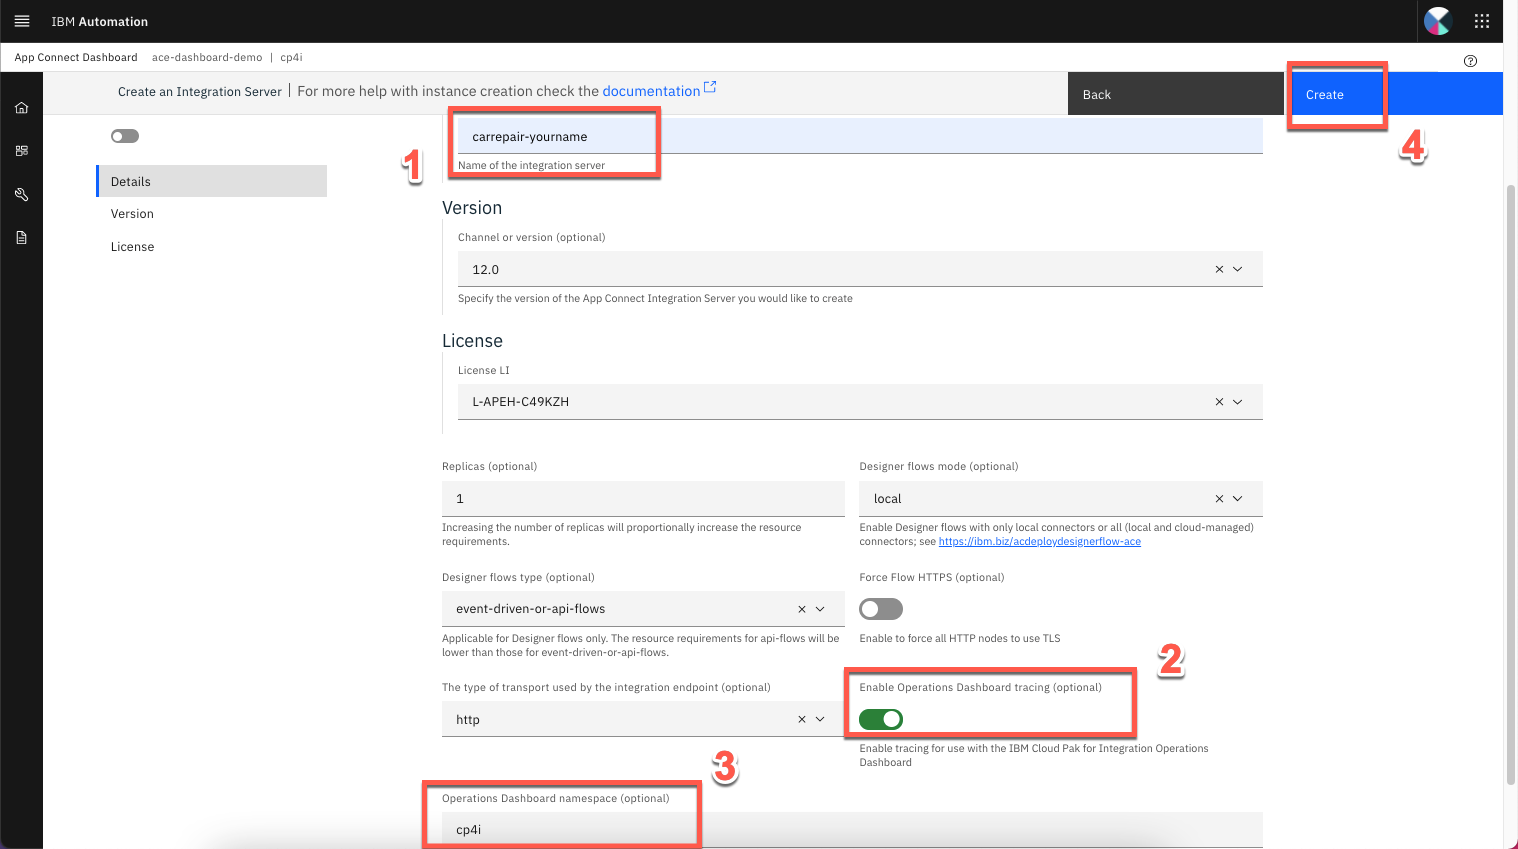 IBM Automation
App Connect Dashboard ace-dashboard-demo | cp4i
Create an Integration Server | For more help with instance creation check the documentation
Back
Create
carrepair-yourname
Name of the integration server
1
4
Details
Version
License
Version
Channel or version (optional)
12.0
Specify the version of the App Connect Integration Server you would like to create
License
License LI
L-APEH-C49KZH
Replicas (optional)
1
Increasing the number of replicas will proportionally increase the resource
requirements.
Designer flows mode (optional)
local
Enable Designer flows with only local connectors or all (local and cloud-managed)
connectors; see https://ibm.biz/acdeploydesignerflow-ace
Designer flows type (optional)
event-driven-or-api-flows
Applicable for Designer flows only. The resource requirements for api-flows will be
lower than those for event-driven-or-api-flows.
Force Flow HTTPS (optional)
Enable to force all HTTP nodes to use TLS
2
The type of transport used by the integration endpoint (optional)
http
Enable Operations Dashboard tracing (optional)
Enable tracing for use with the IBM Cloud Pak for Integration Operations
Dashboard
3
Operations Dashboard namespace (optional)
cp4i